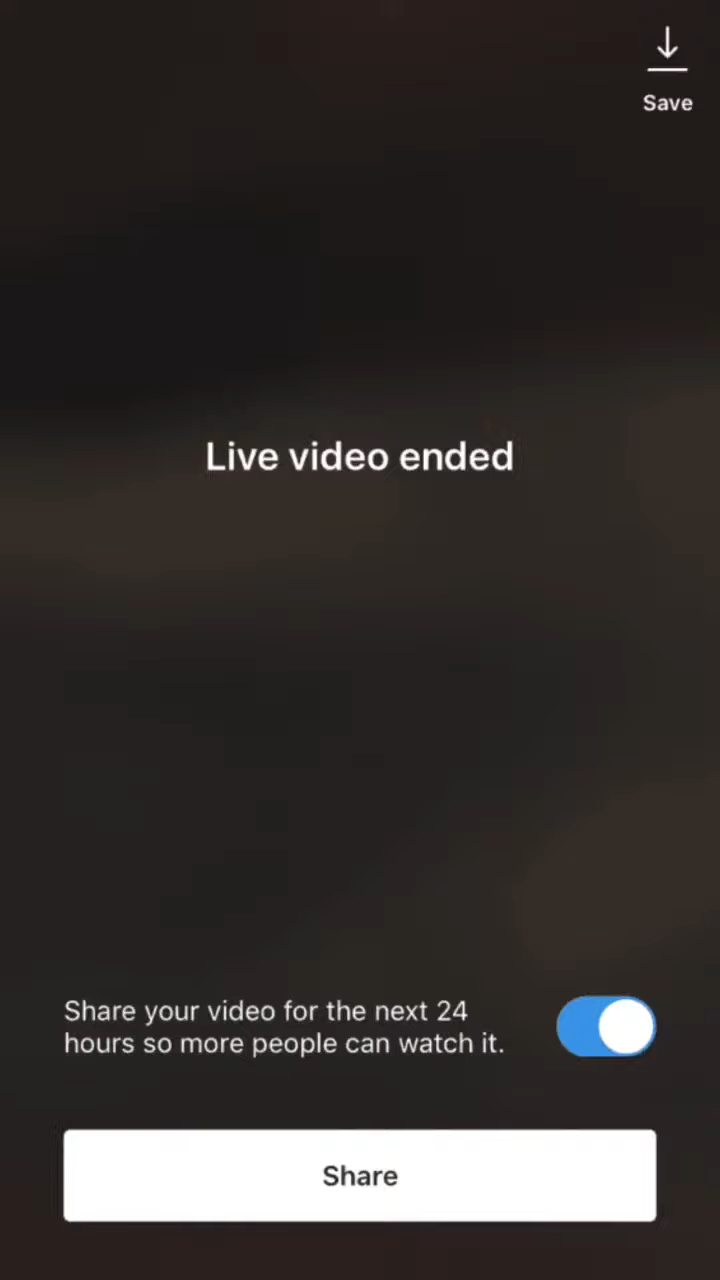 Save
Live video ended
Share your video for the next 24
hours so more people can watch it.
Share